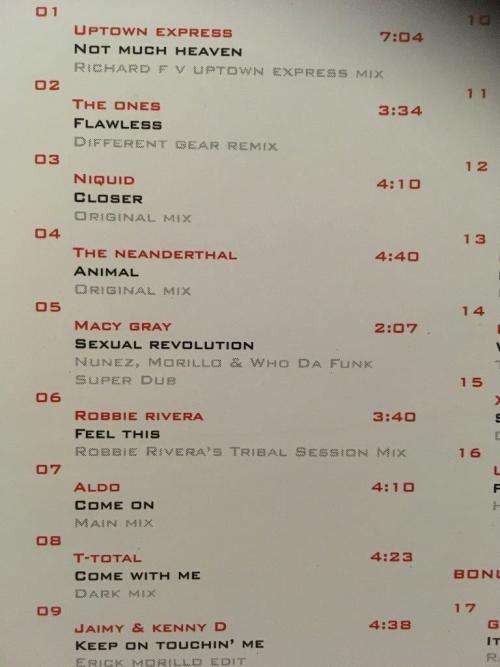 01
UPTOWN EXPRESS 7:04
NOT MUCH HEAVEN
RICHARD F V UPTOWN EXPRESS MIX
02
THE ONES 3:34
FLAWLESS
DIFFERENT GEAR REMIX
03
NIQUID 4:10
CLOSER
ORIGINAL MIX
04
THE NEANDERTHAL 4:40
ANIMAL
ORIGINAL MIX
05
MACY GRAY 2:07
SEXUAL REVOLUTION
NUNEZ, MORILLO & WHO DA FUNK
SUPER DUB
06
ROBBIE RIVERA 3:40
FEEL THIS
ROBBIE RIVERA'S TRIBAL SESSION MIX
07
ALDO 4:10
COME ON
MAIN MIX
08
T-TOTAL 4:23
COME WITH ME
DARK MIX
09
JAIMY & KENNY D 4:38
KEEP ON TOUCHIN' ME
ERICK MORILLO EDIT
10
11
12
13
14
15
16
17